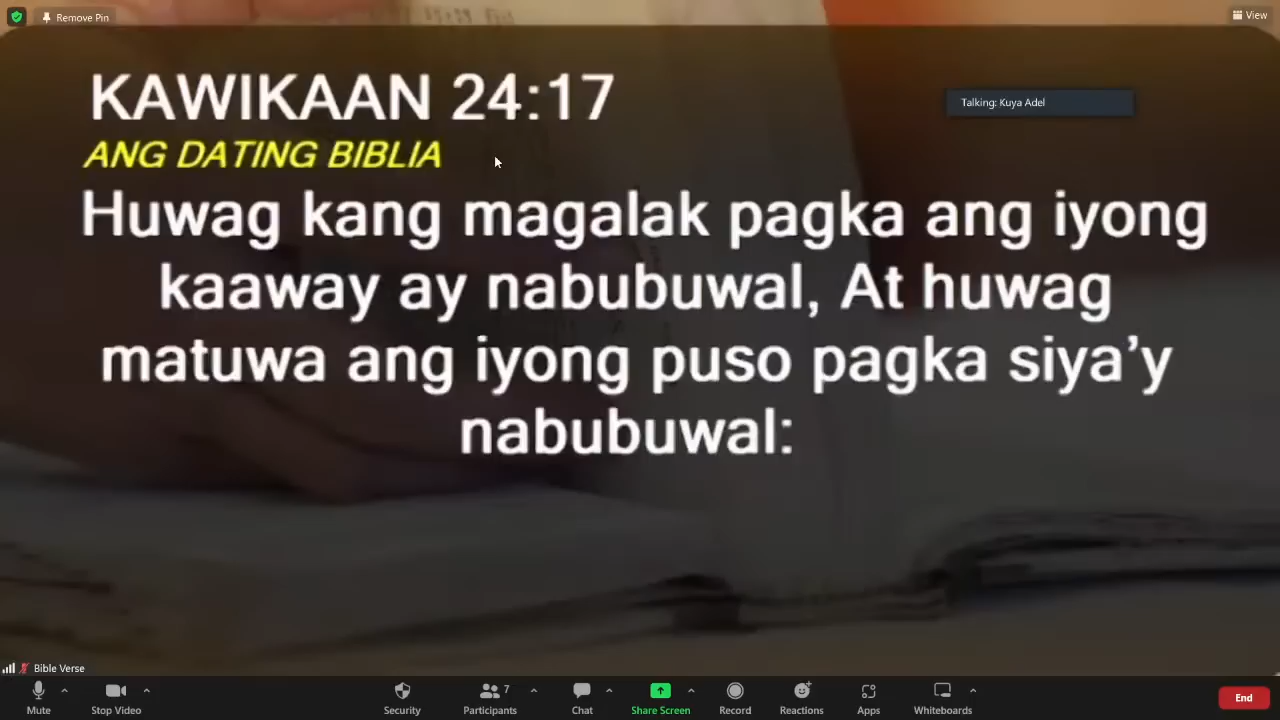 Remove Pin
View
KAWIKAAN 24:17
Talking: Kuya Adel
ANG DATING BIBLIA
Huwag kang magalak pagka ang iyong
kaaway ay nabubuwal, At huwag
matuwa ang iyong puso pagka siya’y
nabubuwal:
Bible Verse
Mute
Stop Video
Security
Participants 7
Chat
Share Screen
Record
Reactions
Apps
Whiteboards
End